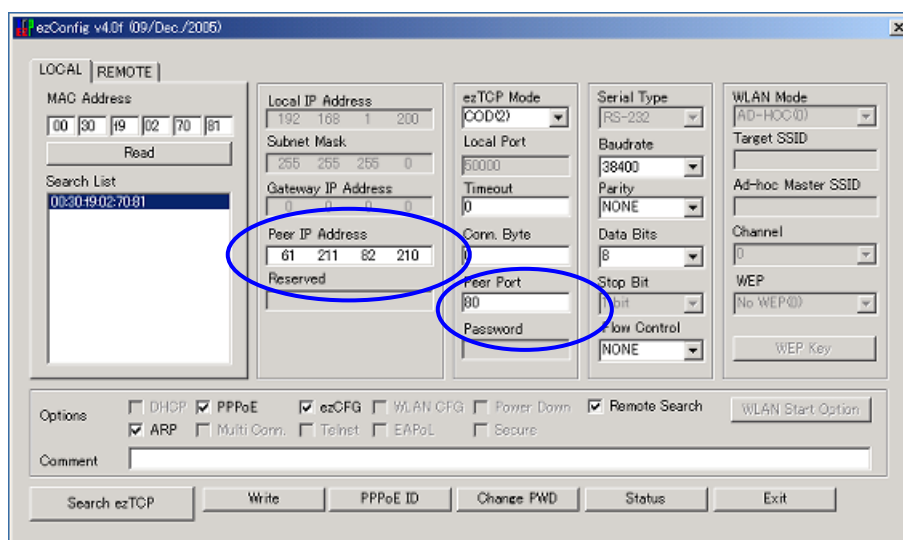 ezConfig v4.0f (09/Dec./2005)
LOCAL
REMOTE
MAC Address
00 30 f9 02 70 81
Read
Search List
00:30:f9:02:70:81
Local IP Address
192 168 1 200
Subnet Mask
255 255 255 0
Gateway IP Address
0 0 0 0
Peer IP Address
61 211 82 210
Reserved
ezTCP Mode
COD(2)
Local Port
50000
Timeout
0
Conn. Byte
Peer Port
80
Password
Serial Type
RS-232
Baudrate
38400
Parity
NONE
Data Bits
8
Stop Bit
bit
Flow Control
NONE
WLAN Mode
AD-HOC(0)
Target SSID
Ad-hoc Master SSID
Channel
0
WEP
No WEP(0)
WEP Key
Options
DHCP
PPPoE
ezCFG
WLAN CFG
Power Down
Remote Search
WLAN Start Option
ARP
Multi Conn.
Telnet
EAPoL
Secure
Comment
Search ezTCP
Write
PPPoE ID
Change PWD
Status
Exit